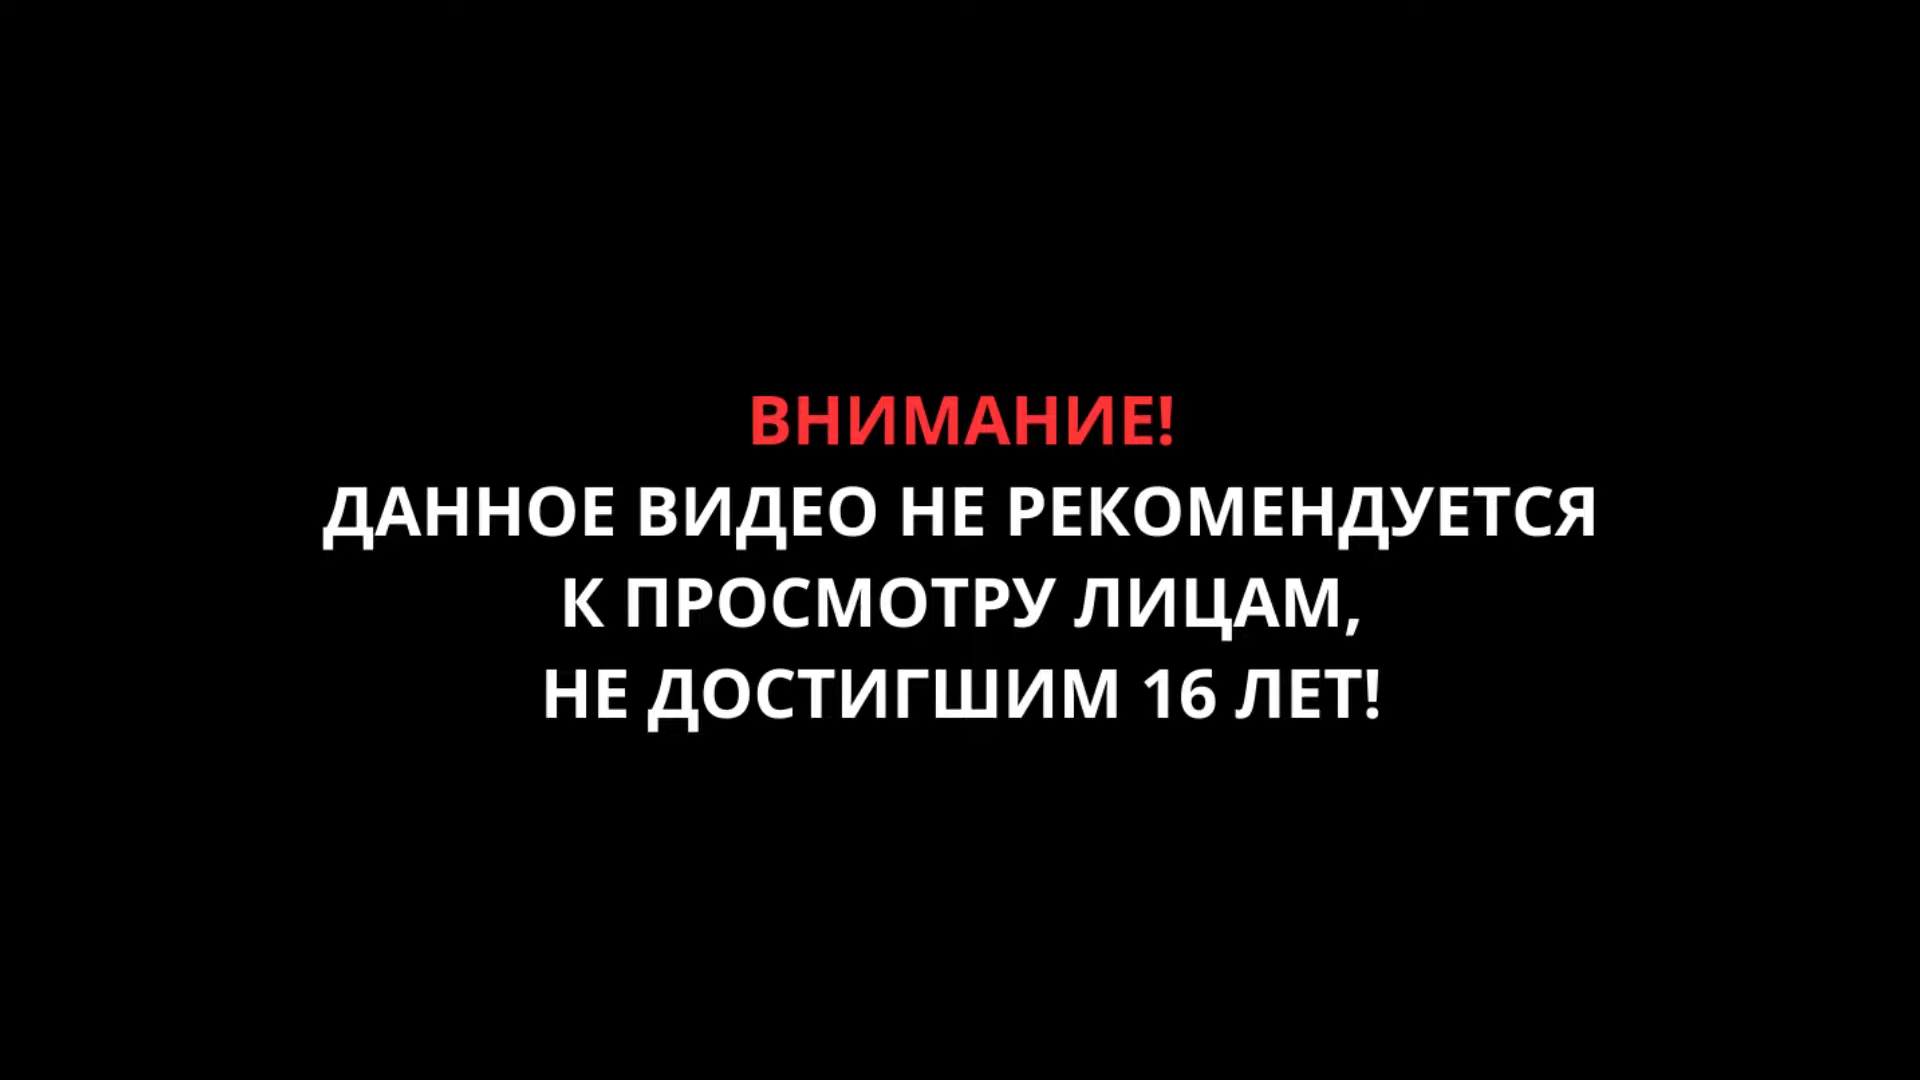 ВНИМАНИЕ!
ДАННОЕ ВИДЕО НЕ РЕКОМЕНДУЕТСЯ
К ПРОСМОТРУ ЛИЦАМ,
НЕ ДОСТИГШИМ 16 ЛЕТ!